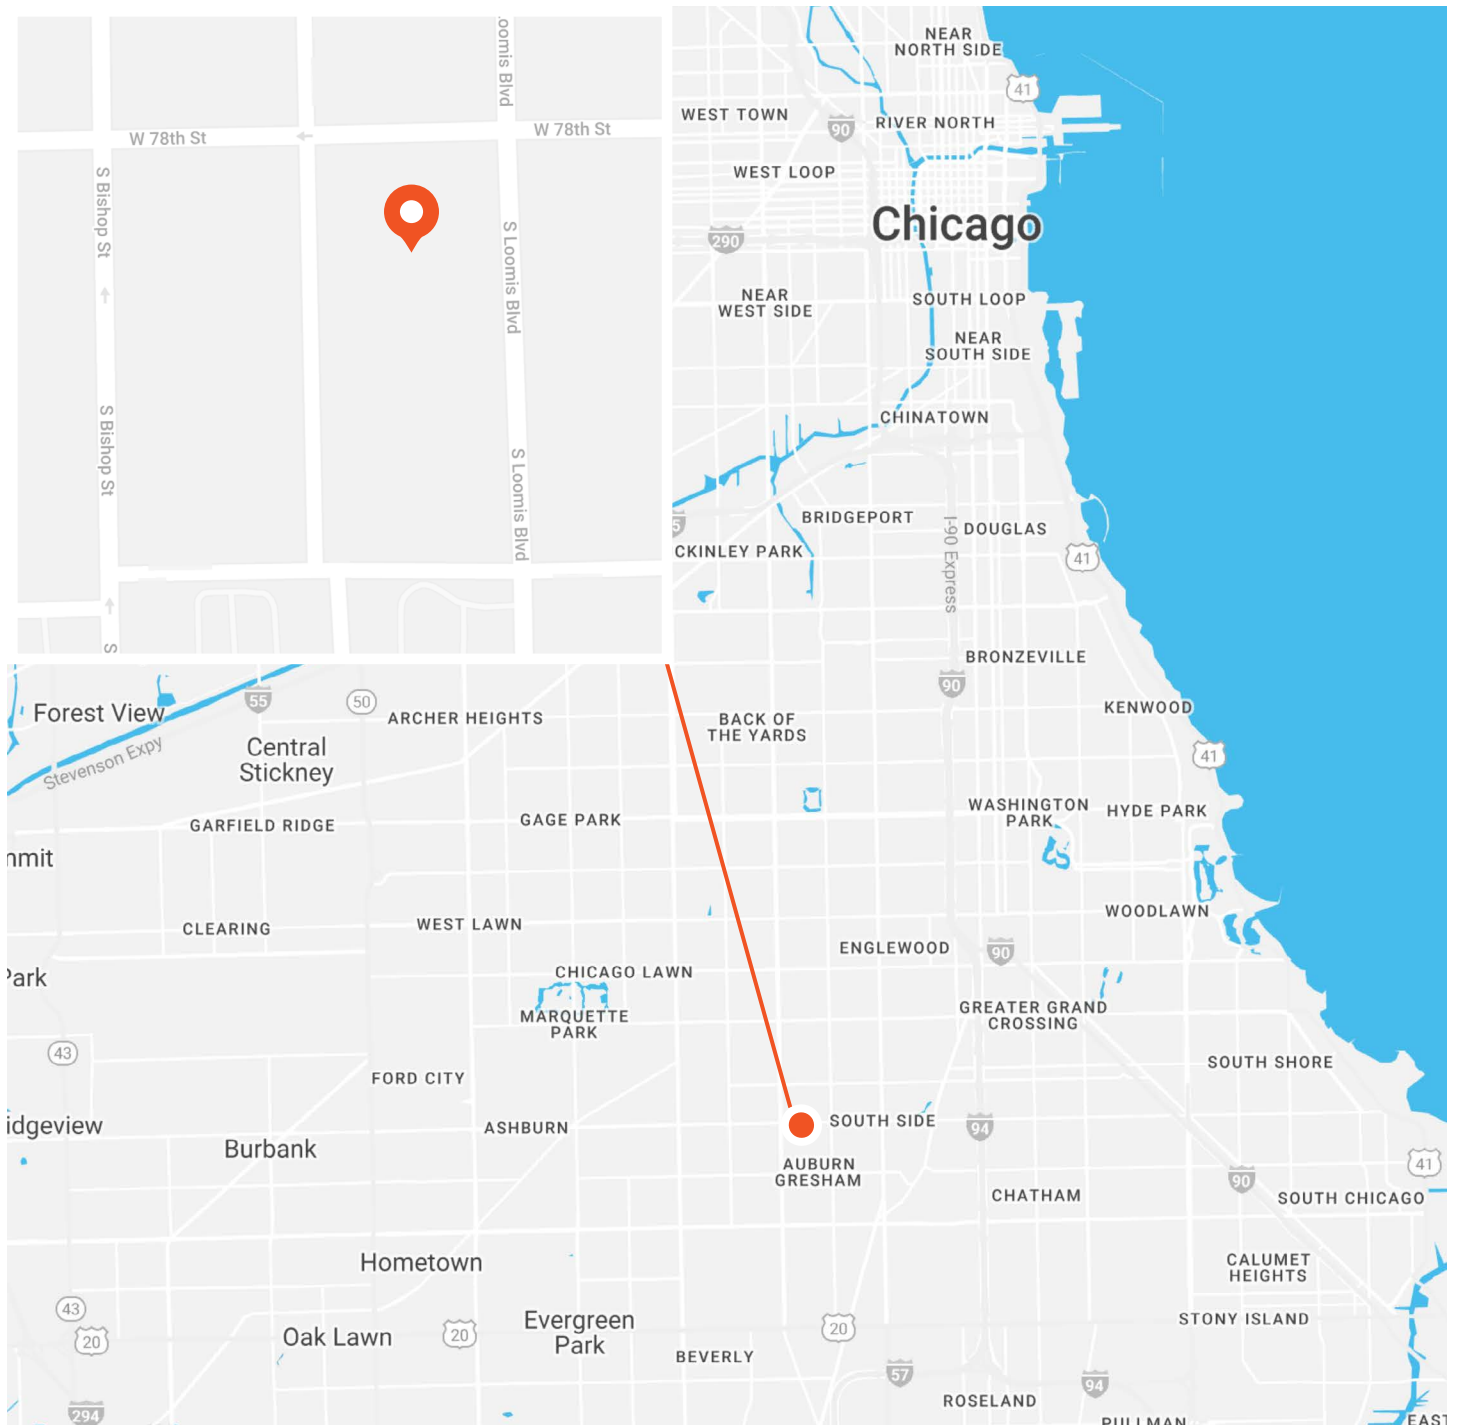 oomis Blvd
W 78th St
W 78th St
S Bishop St
S Loomis Blvd
S Bishop St
S Loomis Blvd
S
NEAR
NORTH SIDE
41
WEST TOWN
90
RIVER NORTH
WEST LOOP
Chicago
290
NEAR
WEST SIDE
SOUTH LOOP
NEAR
SOUTH SIDE
CHINATOWN
5
BRIDGEPORT
I-90 Express
DOUGLAS
CKINLEY PARK
41
BRONZEVILLE
90
KENWOOD
Forest View
55
50
ARCHER HEIGHTS
BACK OF
THE YARDS
Stevenson Expy
Central
Stickney
41
GARFIELD RIDGE
GAGE PARK
WASHINGTON
PARK
HYDE PARK
mmit
CLEARING
WEST LAWN
WOODLAWN
ENGLEWOOD
90
Park
CHICAGO LAWN
MARQUETTE
PARK
GREATER GRAND
CROSSING
43
FORD CITY
SOUTH SHORE
idgeview
Burbank
ASHBURN
SOUTH SIDE
94
AUBURN
GRESHAM
41
90
CHATHAM
SOUTH CHICAGO
Hometown
CALUMET
HEIGHTS
43
20
Oak Lawn
20
Evergreen
Park
20
STONY ISLAND
BEVERLY
57
94
ROSELAND
294
PULLMAN
EAST